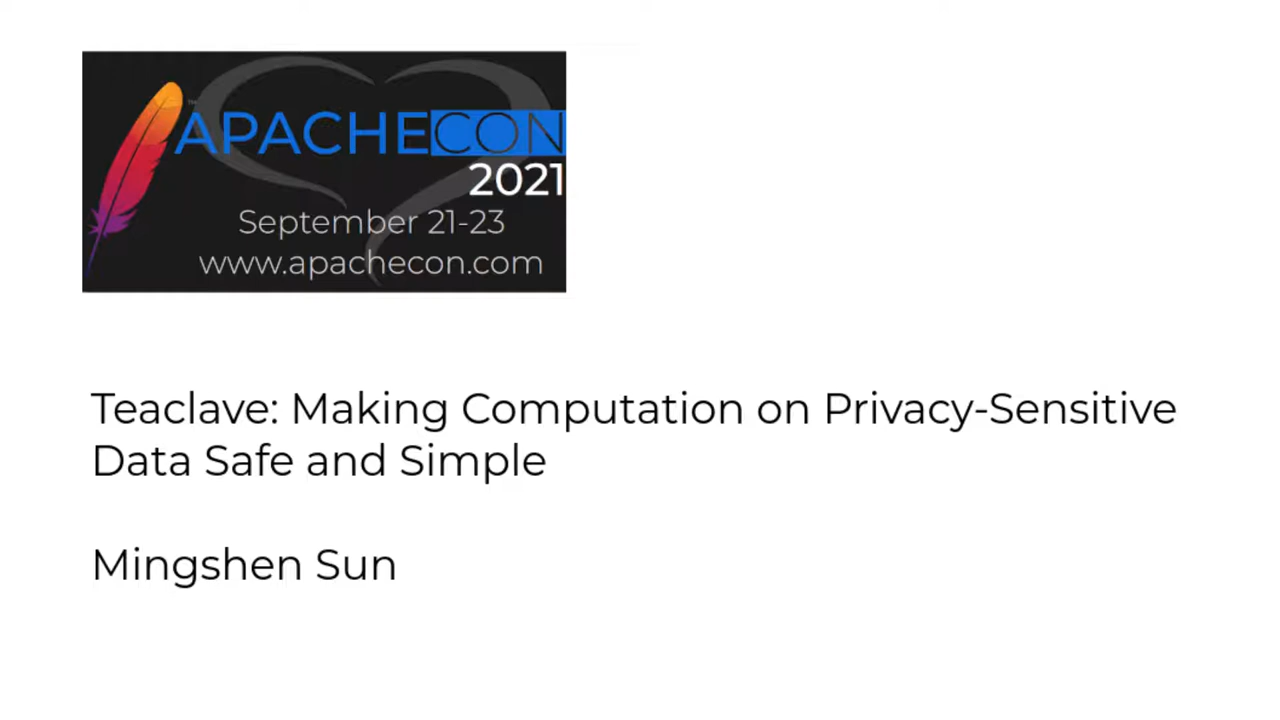 APACHECON
2021
September 21-23
www.apachecon.com
Teaclave: Making Computation on Privacy-Sensitive
Data Safe and Simple
Mingshen Sun